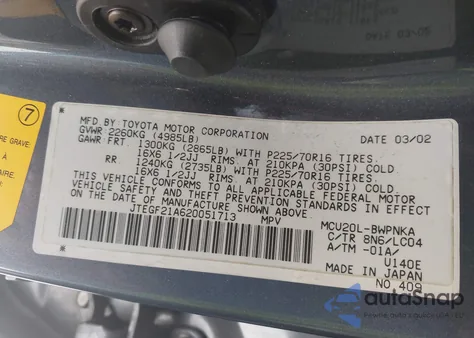 7
RE GRAVE:
D'AIR
MFD BY TOYOTA MOTOR CORPORATION
DATE 03/02
GVWR 2260KG (4985LB)
GAWR FRT 1300KG (2865LB) WITH P225/70R16 TIRES.
16X6 1/2JJ RIMS AT 210KPA (30PSI) COLD
RR 1240KG (2735LB) WITH P225/70R16 TIRES.
16X6 1/2JJ RIMS AT 210KPA (30PSI) COLD
THIS VEHICLE CONFORMS TO ALL APPLICABLE FEDERAL MOTOR
VEHICLE SAFETY AND THEFT PREVENTION STANDARDS IN EFFECT
ON THE DATE OF MANUFACTURE SHOWN ABOVE.
JTEGF21A620051713 MPV
MCU20L-BWPNKA
C/TR 8N6/LC04
A/TM -01A/
U140E
MADE IN JAPAN
NO 409
autoSnap